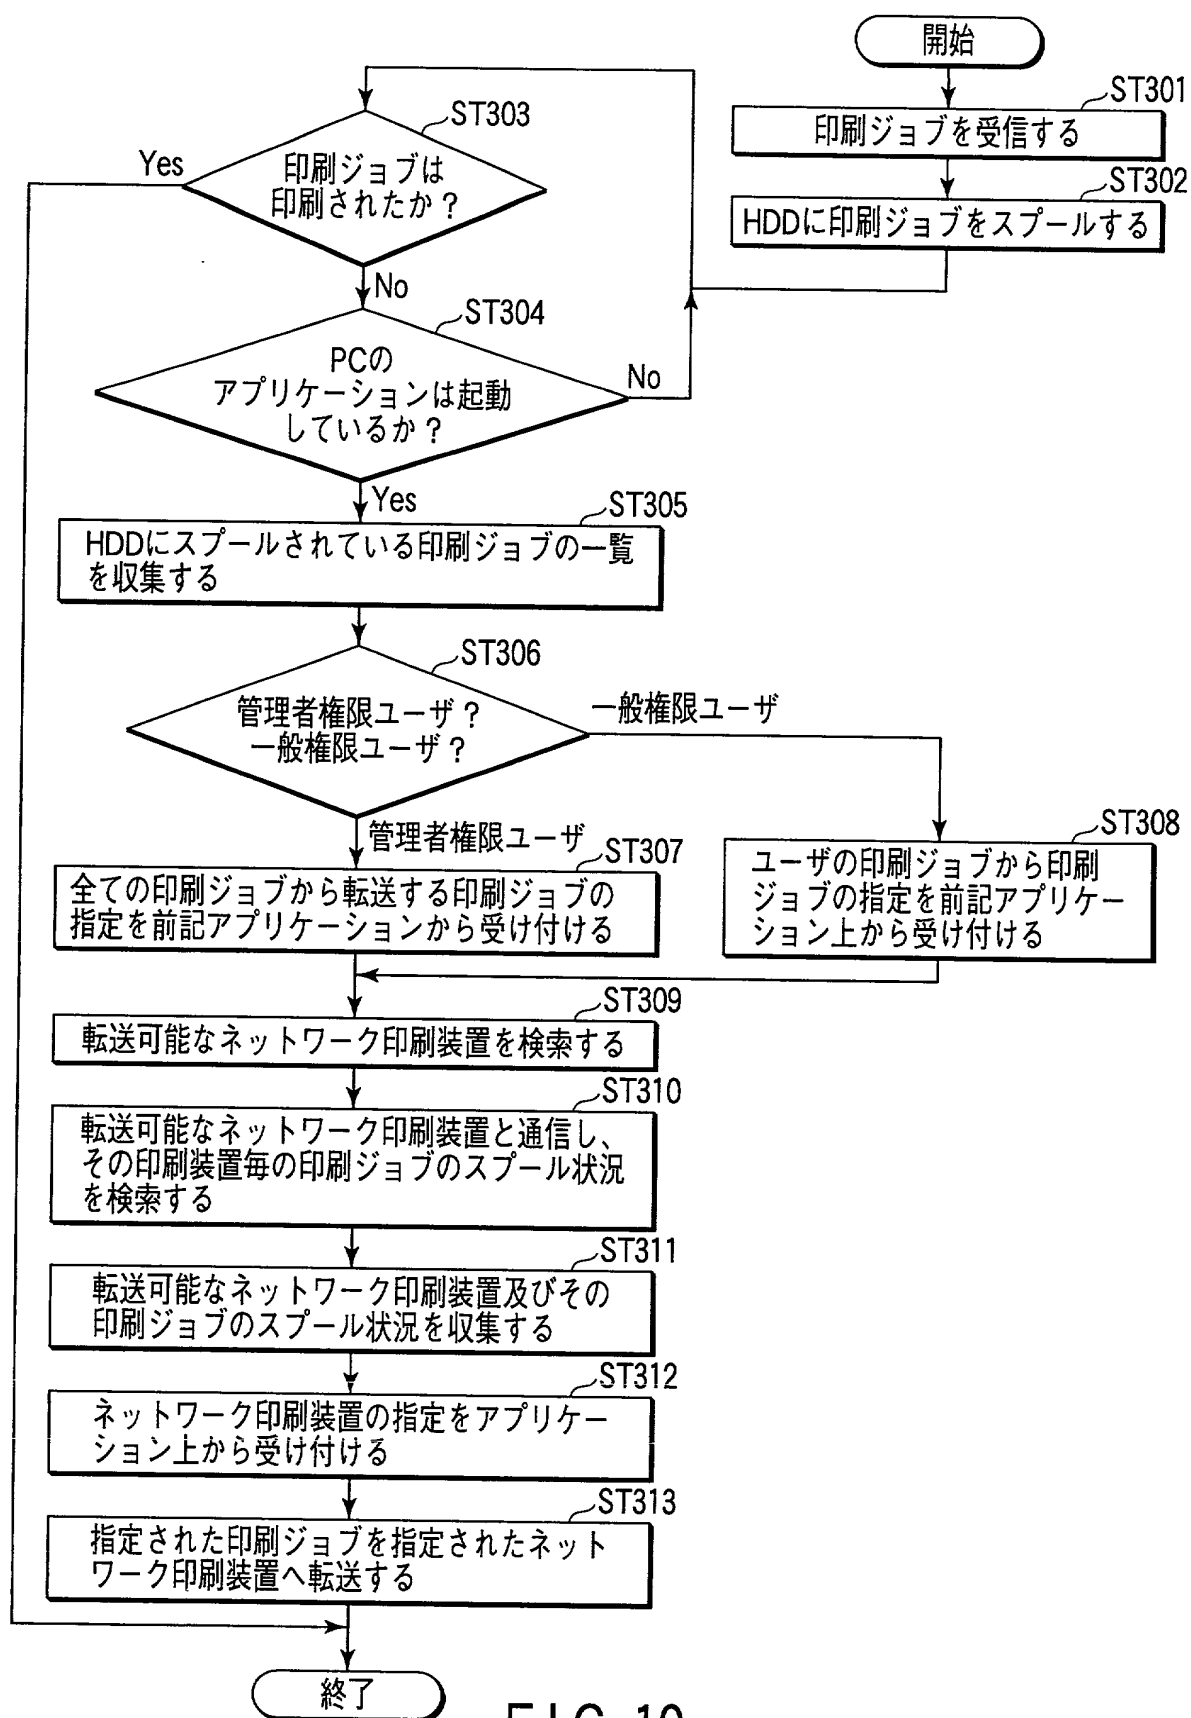 開始
ST301
印刷ジョブを受信する
ST302
HDDに印刷ジョブをスプールする
ST303
印刷ジョブは
印刷されたか？
Yes
No
ST304
PCの
アプリケーションは起動
しているか？
No
Yes
ST305
HDDにスプールされている印刷ジョブの一覧
を収集する
ST306
管理者権限ユーザ？
一般権限ユーザ？
一般権限ユーザ
管理者権限ユーザ
ST307
全ての印刷ジョブから転送する印刷ジョブの
指定を前記アプリケーションから受け付ける
ST308
ユーザの印刷ジョブから印刷
ジョブの指定を前記アプリケー
ション上から受け付ける
ST309
転送可能なネットワーク印刷装置を検索する
ST310
転送可能なネットワーク印刷装置と通信し、
その印刷装置毎の印刷ジョブのスプール状況
を検索する
ST311
転送可能なネットワーク印刷装置及びその
印刷ジョブのスプール状況を収集する
ST312
ネットワーク印刷装置の指定をアプリケー
ション上から受け付ける
ST313
指定された印刷ジョブを指定されたネット
ワーク印刷装置へ転送する
終了